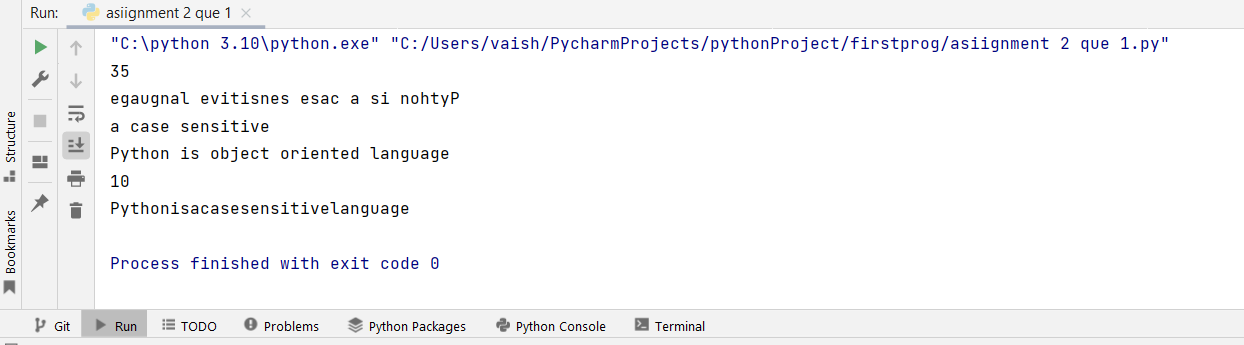 Run: asiignment 2 que 1
"C:\python 3.10\python.exe" "C:/Users/vaish/PycharmProjects/pythonProject/firstprog/asiignment 2 que 1.py"
35
egaugnal evitisnes esac a si nohtyP
a case sensitive
Python is object oriented language
10
Pythonisacasesensitivelanguage
Process finished with exit code 0
Structure
Bookmarks
Git Run TODO Problems Python Packages Python Console Terminal